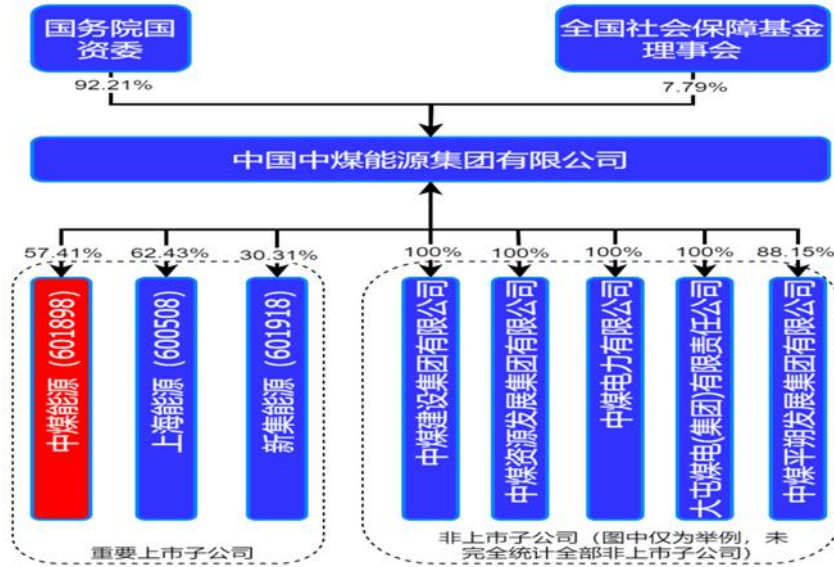 国务院国
资委
全国社会保障基金
理事会
92.21%
7.79%
中国中煤能源集团有限公司
57.41%
62.43%
30.31%
100%
100%
100%
100%
88.15%
中煤能源（601898）
上海能源（600508）
新集能源（601918）
中煤建设集团有限公司
中煤资源发展集团有限公司
中煤电力有限公司
大屯煤电(集团)有限责任公司
中煤平朔发展集团有限公司
重要上市子公司
非上市子公司（图中仅为举例，未
完全统计全部非上市子公司）